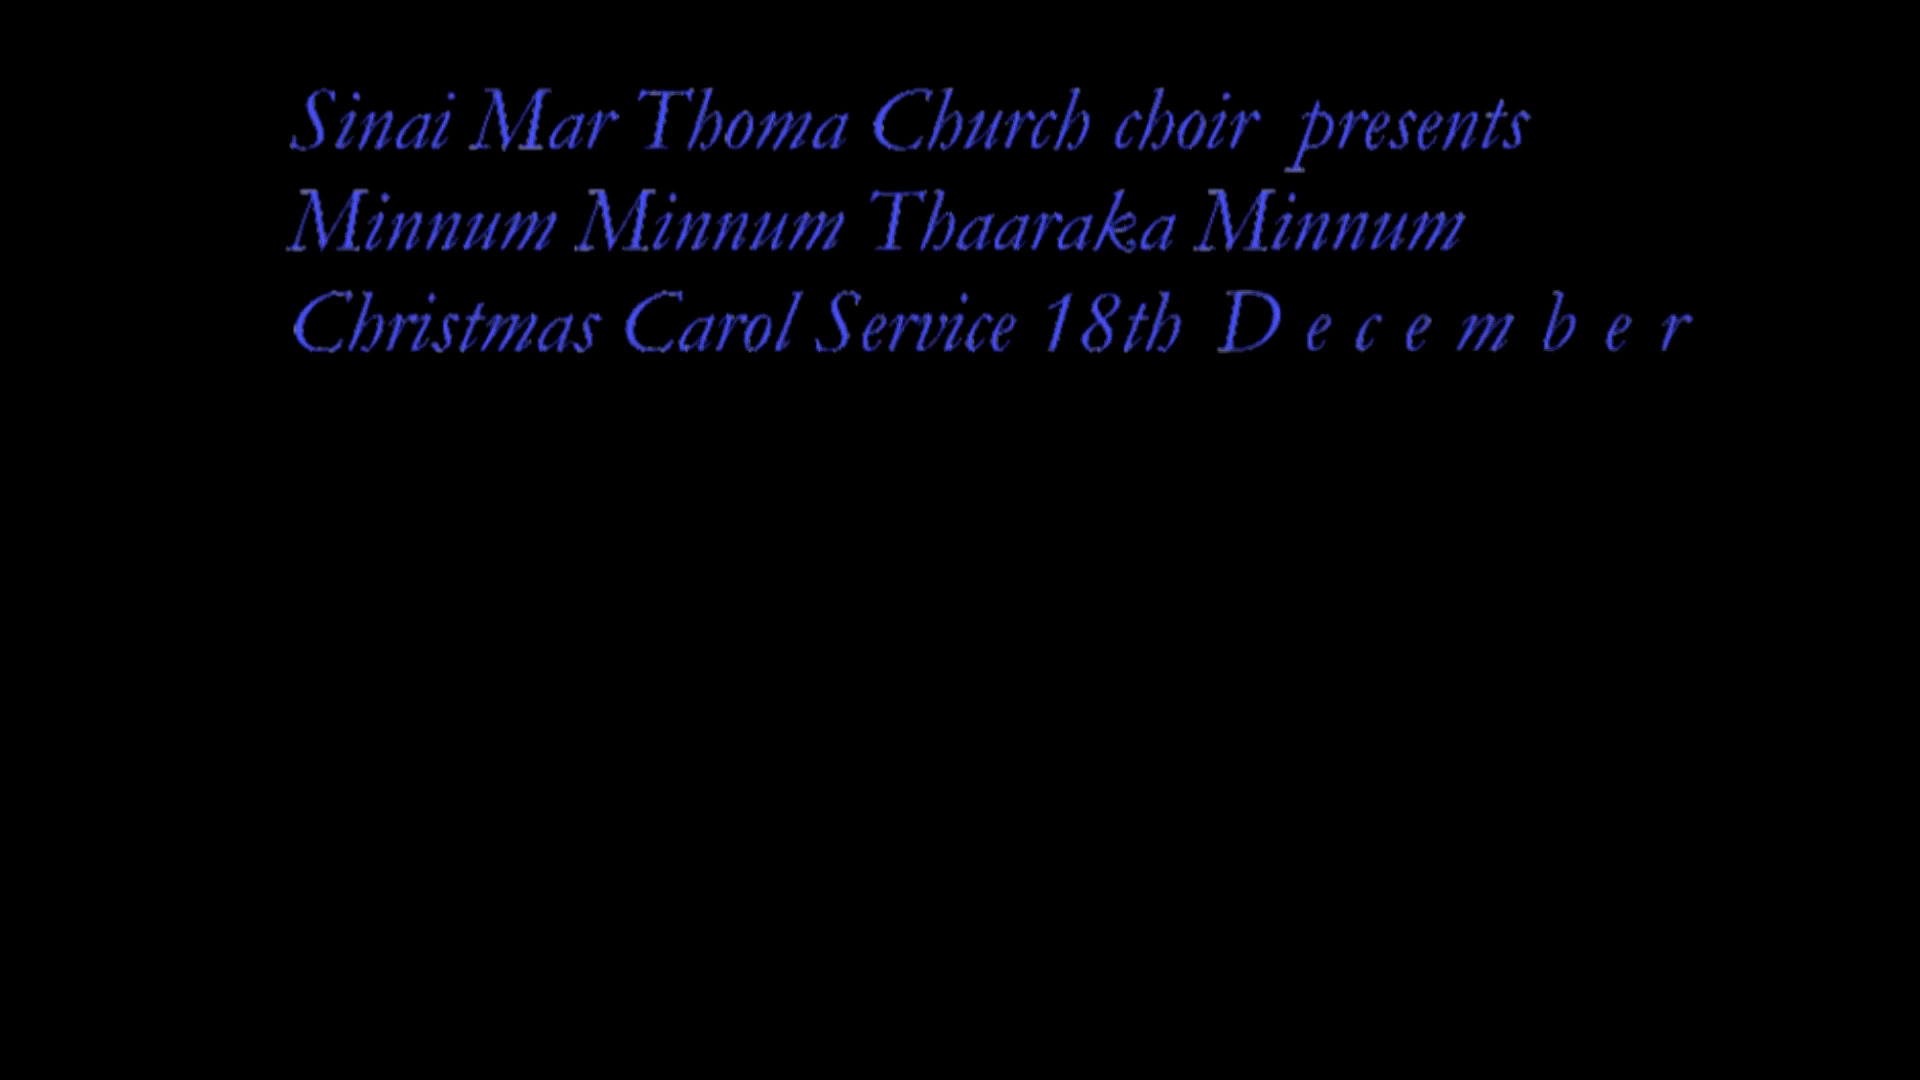 Sinai Mar Thoma Church choir presents
Minnum Minnum Thaaraka Minnum
Christmas Carol Service 18th D e c e m b e r